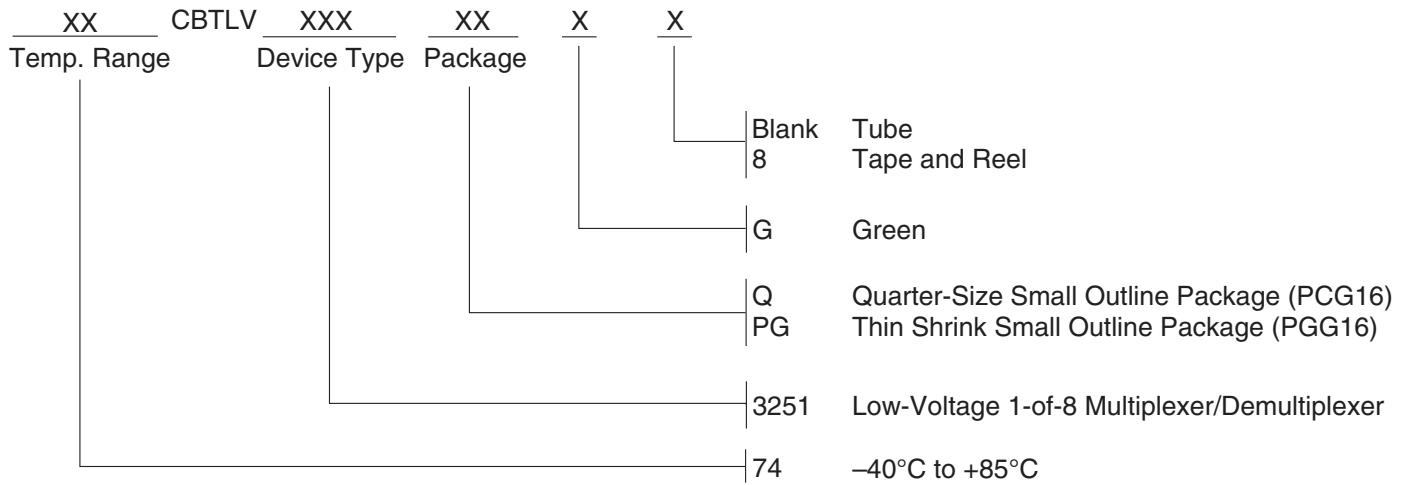 XX CBTLV XXX XX X X
Temp. Range Device Type Package
Blank Tube
8 Tape and Reel
G Green
Q Quarter-Size Small Outline Package (PCG16)
PG Thin Shrink Small Outline Package (PGG16)
3251 Low-Voltage 1-of-8 Multiplexer/Demultiplexer
74 –40°C to +85°C